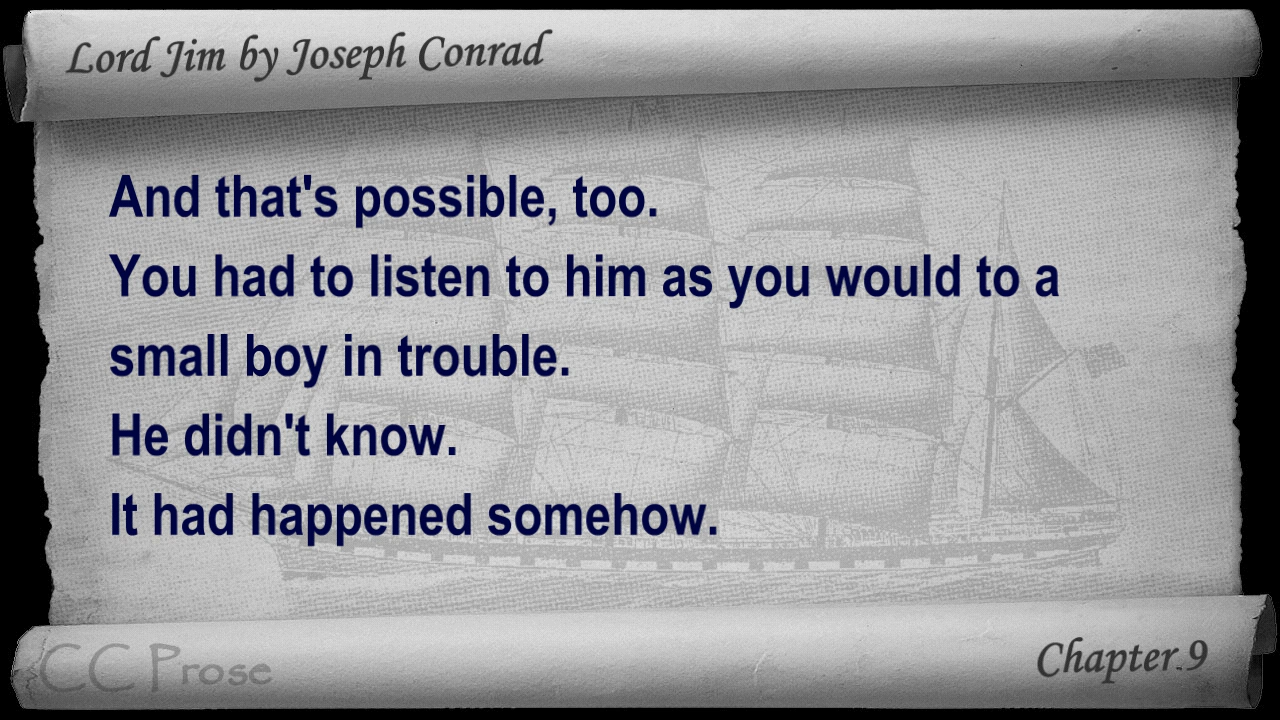 Lord Jim by Joseph Conrad
And that's possible, too.
You had to listen to him as you would to a
small boy in trouble.
He didn't know.
It had happened somehow.
CC Prose
Chapter 9